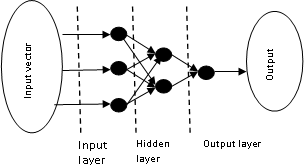 Input vector
Output
Input
layer
Hidden
layer
Output layer